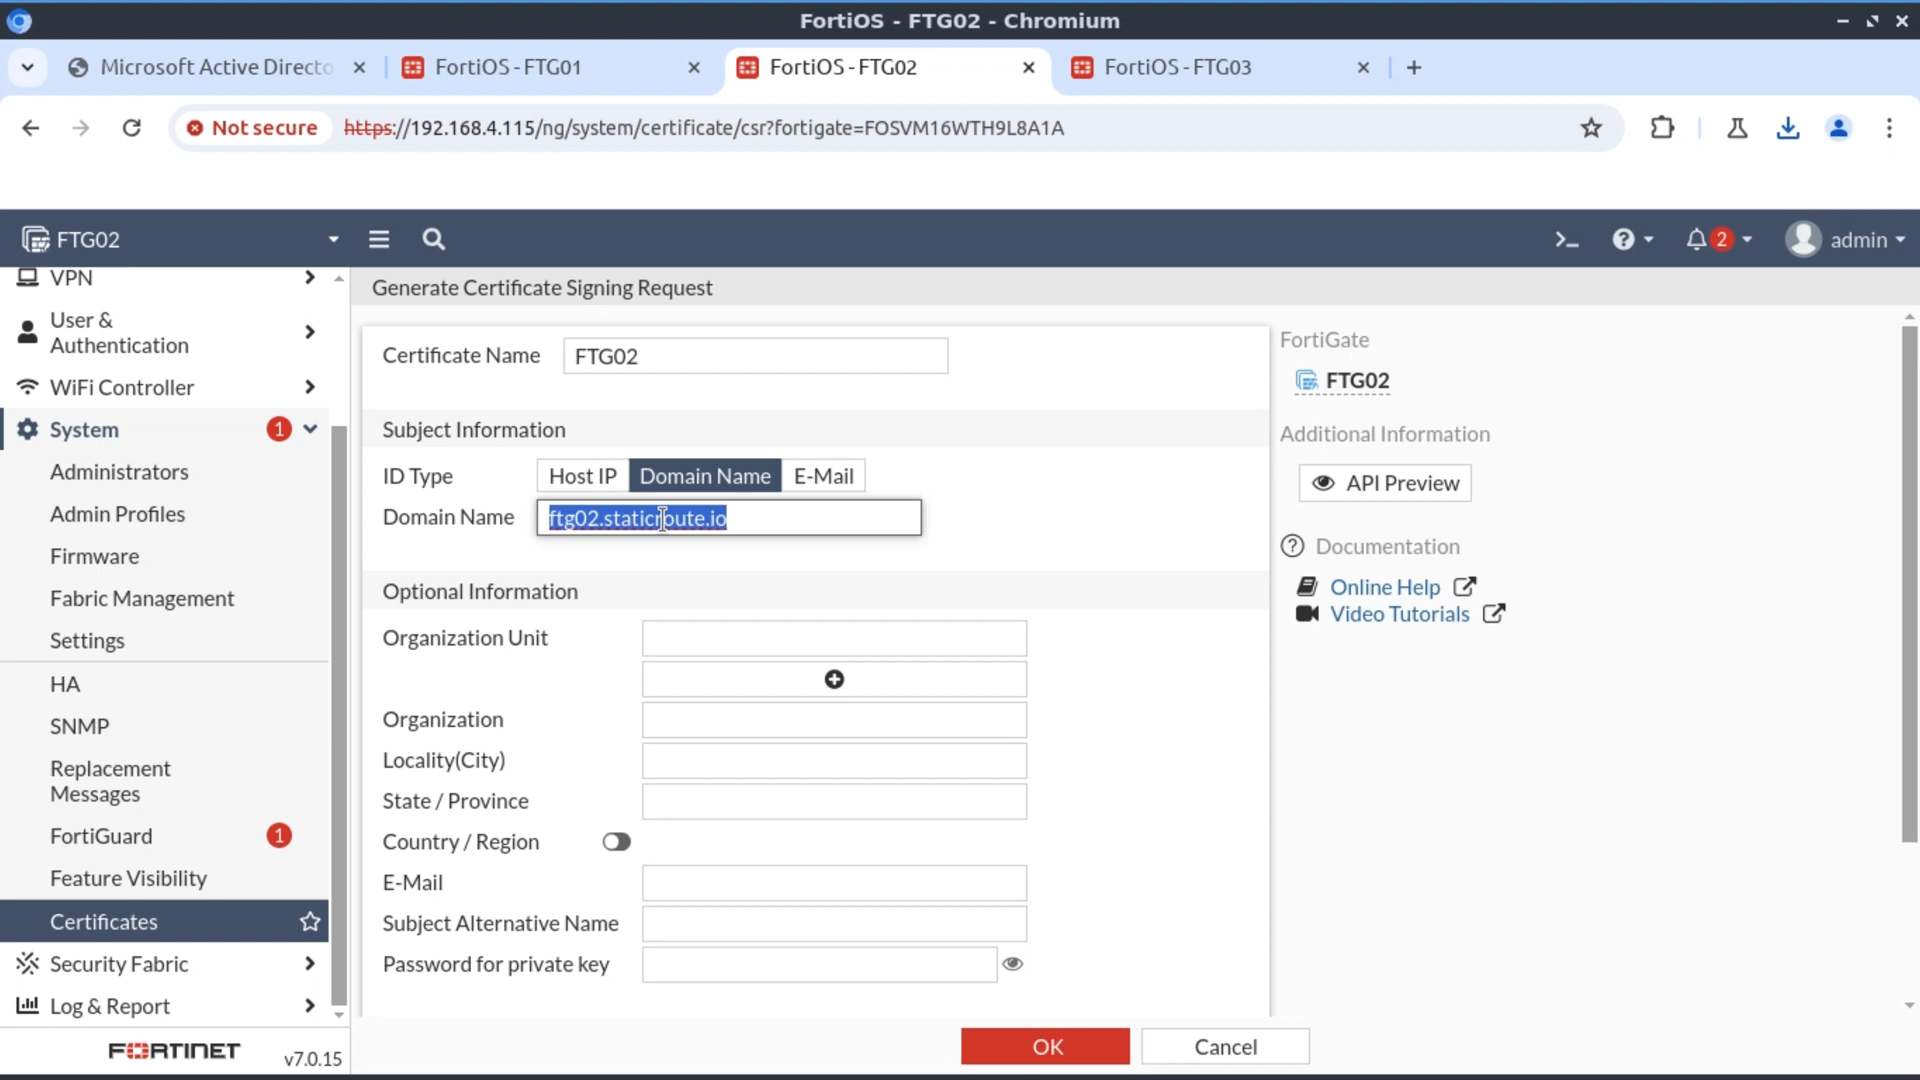 FortiOS - FTG02 - Chromium
Microsoft Active Directo
FortiOS - FTG01
FortiOS - FTG02
FortiOS - FTG03
Not secure
https://192.168.4.115/ng/system/certificate/csr?fortigate=FOSVM16WTH9L8A1A
FTG02
2
admin
VPN
User &
Authentication
WiFi Controller
System
1
Administrators
Admin Profiles
Firmware
Fabric Management
Settings
HA
SNMP
Replacement
Messages
FortiGuard
1
Feature Visibility
Certificates
Security Fabric
Log & Report
FORTINET
v7.0.15
Generate Certificate Signing Request
Certificate Name
FTG02
Subject Information
ID Type
Host IP
Domain Name
E-Mail
Domain Name
ftg02.staticroute.io
Optional Information
Organization Unit
Organization
Locality(City)
State / Province
Country / Region
E-Mail
Subject Alternative Name
Password for private key
OK
Cancel
FortiGate
FTG02
Additional Information
API Preview
Documentation
Online Help
Video Tutorials